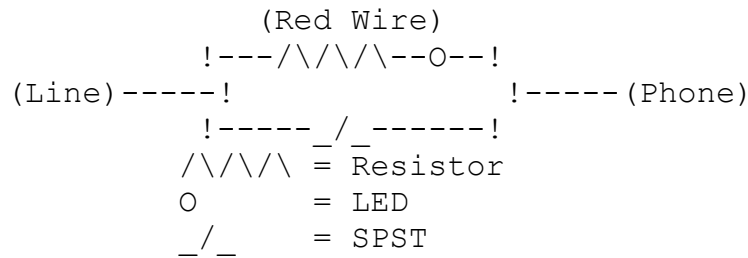 (Red Wire)
!---/\/\/\--O--!
(Line)-----! !-----(Phone)
!-----_/_------!
/\/\/\ = Resistor
O = LED
_/_ = SPST